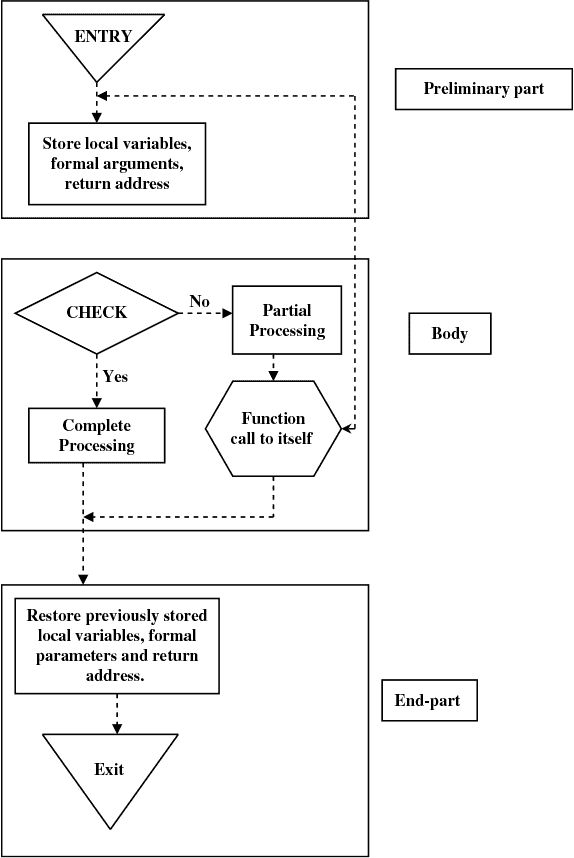 ENTRY
Preliminary part
Store local variables,
formal arguments,
return address
CHECK
No
Partial
Processing
Body
Yes
Complete
Processing
Function
call to itself
Restore previously stored
local variables, formal
parameters and return
address.
End-part
Exit